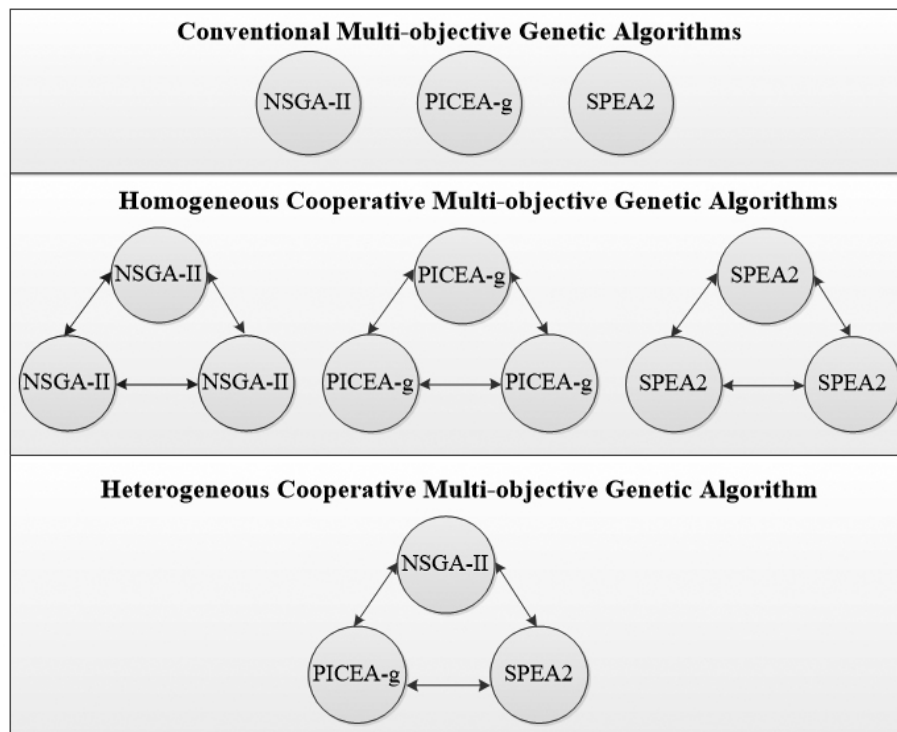 Conventional Multi-objective Genetic Algorithms
NSGA-II PICEA-g SPEA2
Homogeneous Cooperative Multi-objective Genetic Algorithms
NSGA-II PICEA-g SPEA2
NSGA-II NSGA-II PICEA-g PICEA-g SPEA2 SPEA2
Heterogeneous Cooperative Multi-objective Genetic Algorithm
NSGA-II
PICEA-g SPEA2